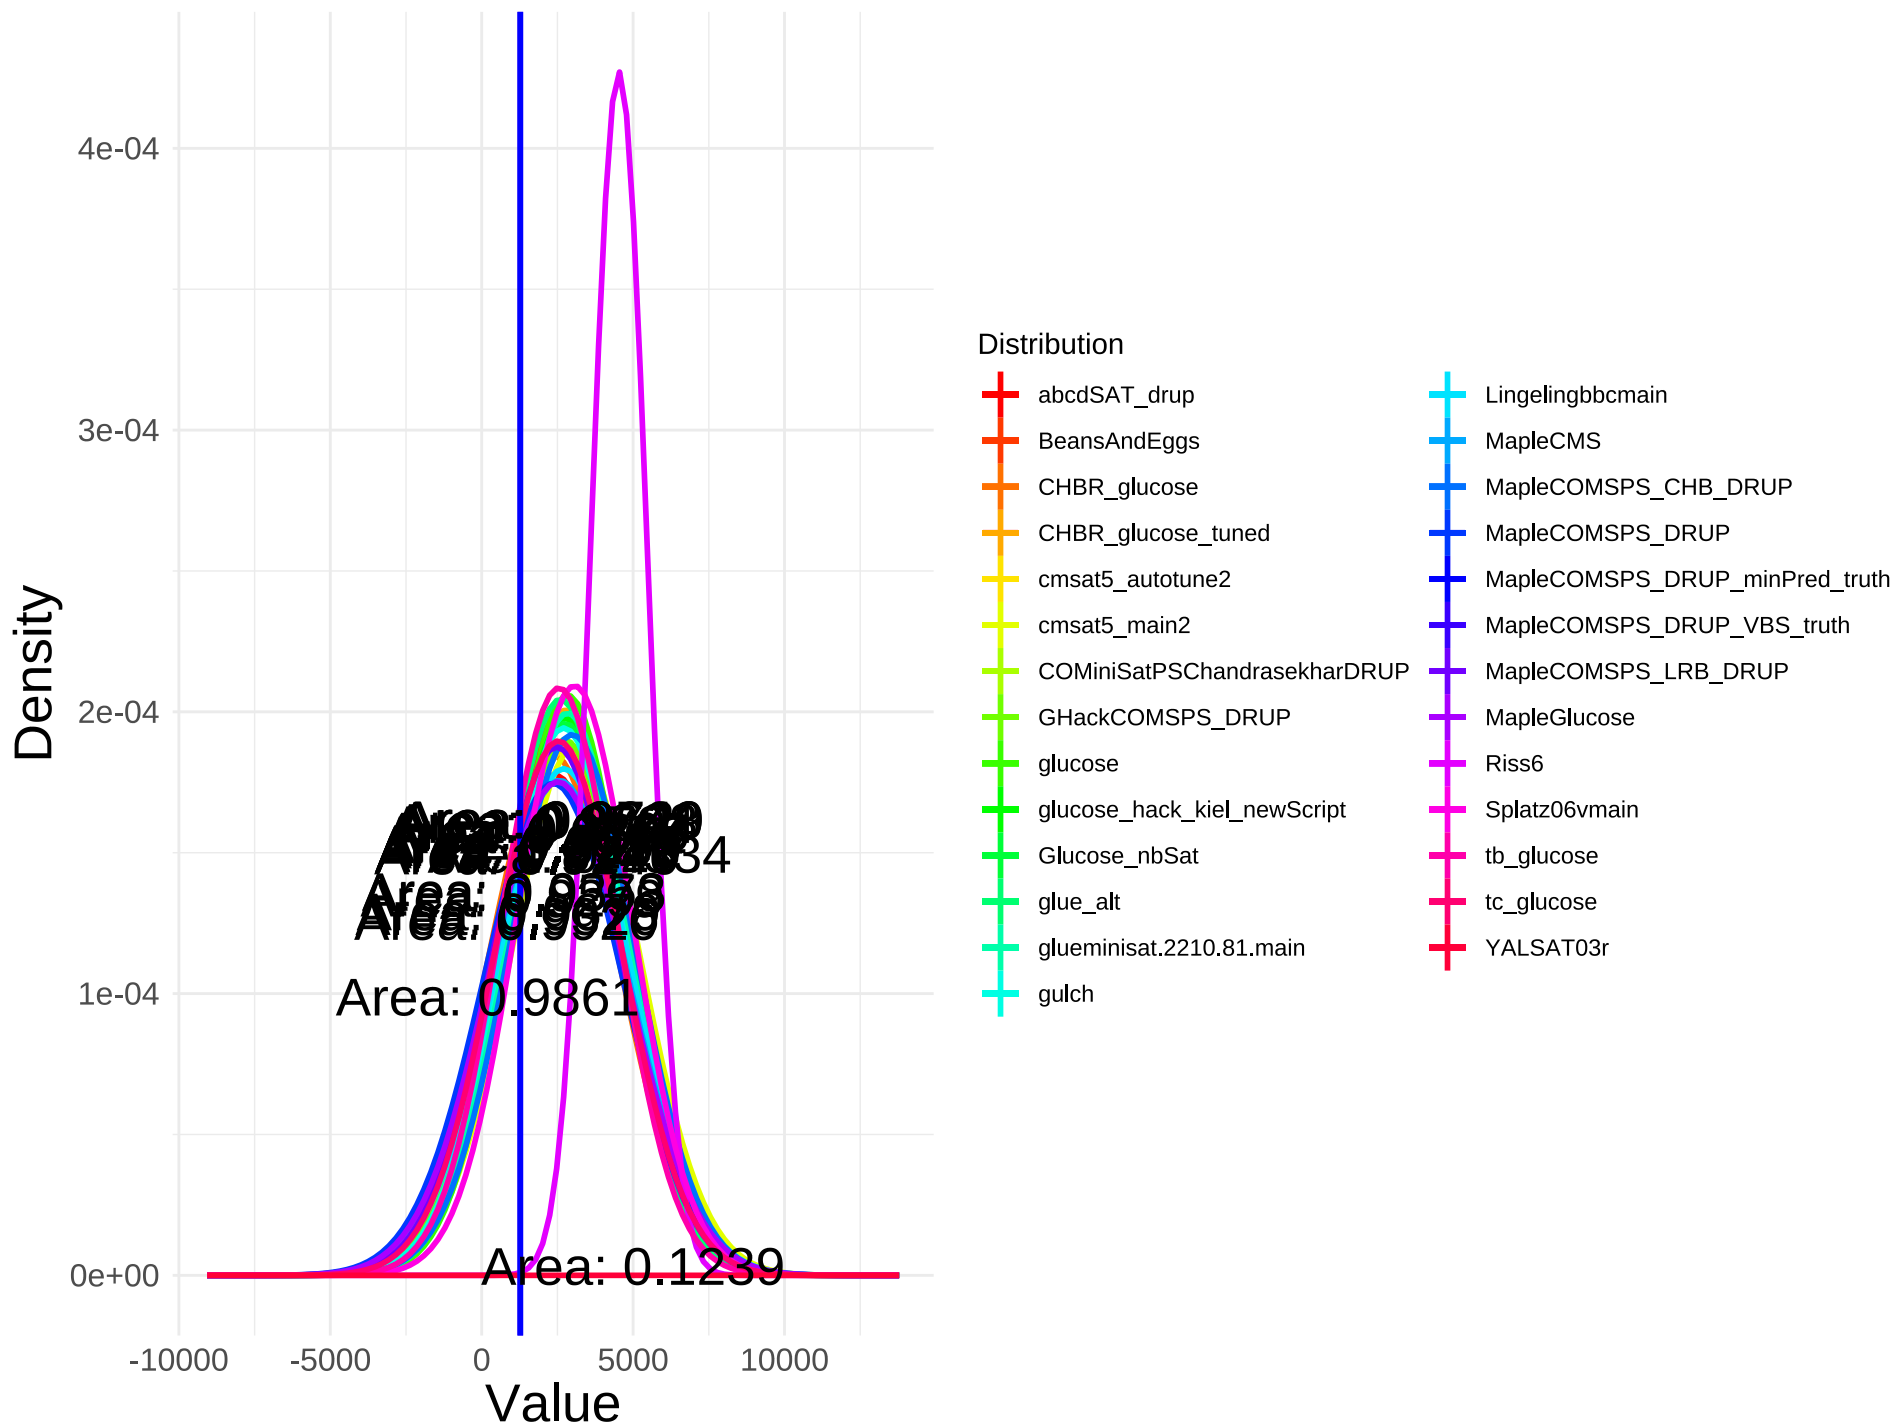 4e-04
3e-04
2e-04
1e-04
0e+00
Density
Area: 0.9861
Area: 0.1239
-10000
-5000
0
5000
10000
Value
Distribution
abcdSAT_drup
BeansAndEggs
CHBR_glucose
CHBR_glucose_tuned
cmsat5_autotune2
cmsat5_main2
COMiniSatPSChandrasekharDRUP
GHackCOMSPS_DRUP
glucose
glucose_hack_kiel_newScript
Glucose_nbSat
glue_alt
glueminisat.2210.81.main
gulch
Lingelingbbcmain
MapleCMS
MapleCOMSPS_CHB_DRUP
MapleCOMSPS_DRUP
MapleCOMSPS_DRUP_minPred_truth
MapleCOMSPS_DRUP_VBS_truth
MapleCOMSPS_LRB_DRUP
MapleGlucose
Riss6
Splatz06vmain
tb_glucose
tc_glucose
YALSAT03r